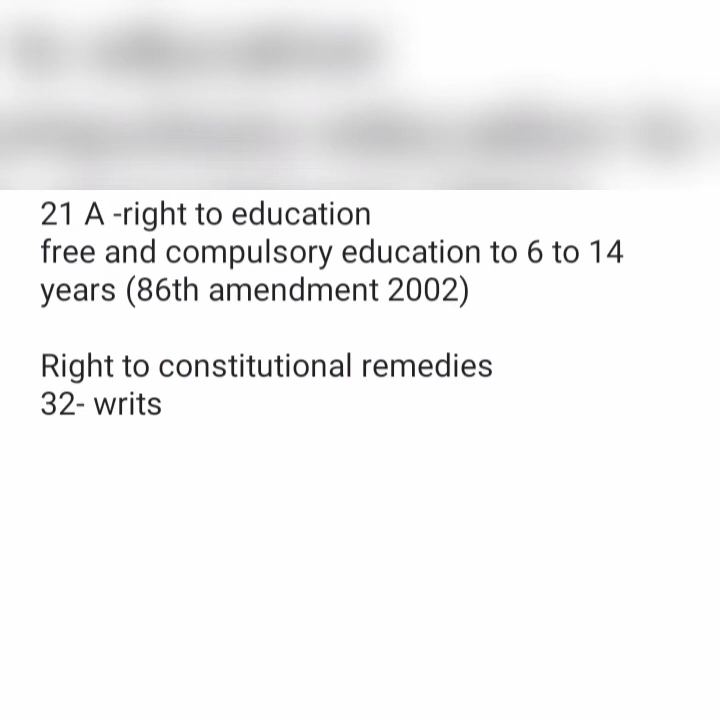 21 A -right to education
free and compulsory education to 6 to 14
years (86th amendment 2002)
Right to constitutional remedies
32- writs